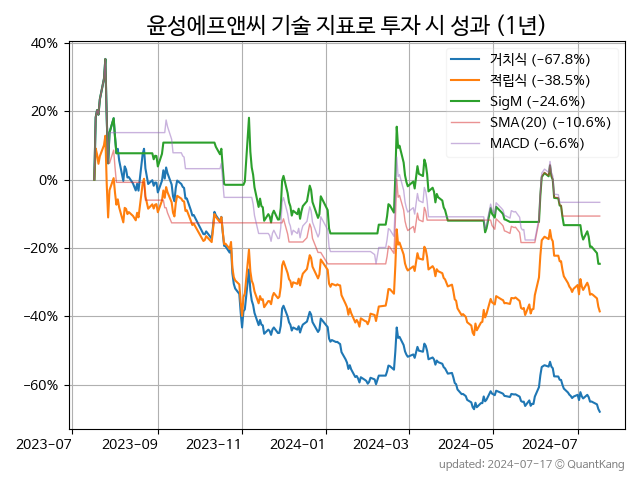 윤성에프앤씨 기술 지표로 투자 시 성과 (1년)
40%
20%
0%
−20%
−40%
−60%
거치식 (−67.8%)
적립식 (−38.5%)
SigM (−24.6%)
SMA(20) (−10.6%)
MACD (−6.6%)
2023-07 2023-09 2023-11 2024-01 2024-03 2024-05 2024-07
updated: 2024-07-17 © QuantKang